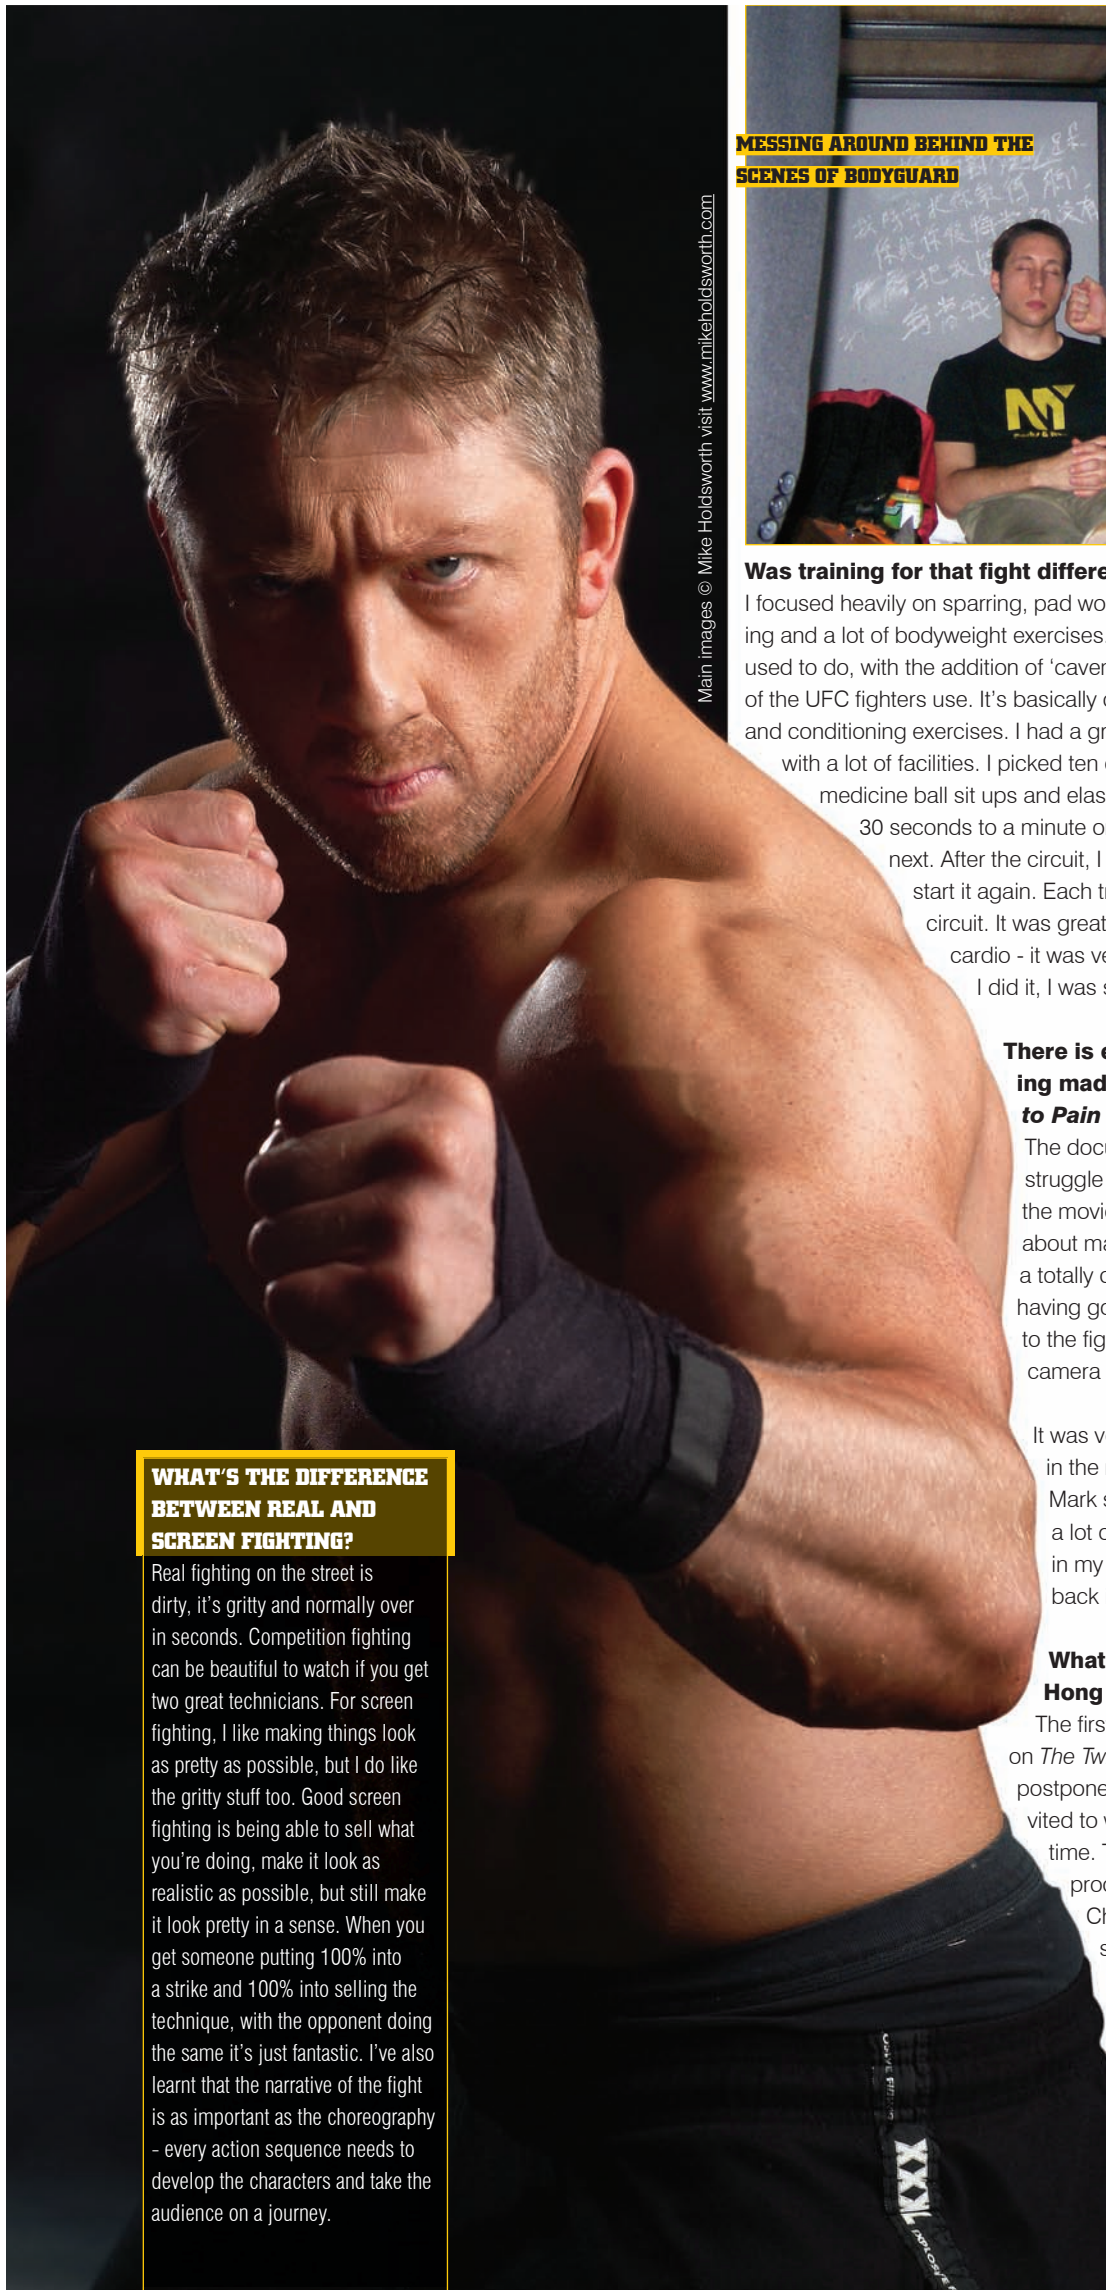 MESSING AROUND BEHIND THE
SCENES OF BODYGUARD
NY
Main images © Mike Holdsworth visit www.mikeholdsworth.com
Was training for that fight differe
I focused heavily on sparring, pad wo
ing and a lot of bodyweight exercises.
used to do, with the addition of ‘caver
of the UFC fighters use. It’s basically
and conditioning exercises. I had a gr
with a lot of facilities. I picked ten
medicine ball sit ups and elas
30 seconds to a minute o
next. After the circuit, I
start it again. Each tr
circuit. It was great
cardio - it was ve
I did it, I was s
There is e
ing mad
to Pain
The docu
struggle
the movie
about ma
a totally
having go
to the fig
camera
It was v
in the
Mark s
a lot
in my
back
What
Hong
The firs
on The Tw
postpone
vited to
time.
proc
Ch
s
WHAT’S THE DIFFERENCE
BETWEEN REAL AND
SCREEN FIGHTING?
Real fighting on the street is
dirty, it’s gritty and normally over
in seconds. Competition fighting
can be beautiful to watch if you get
two great technicians. For screen
fighting, I like making things look
as pretty as possible, but I do like
the gritty stuff too. Good screen
fighting is being able to sell what
you’re doing, make it look as
realistic as possible, but still make
it look pretty in a sense. When you
get someone putting 100% into
a strike and 100% into selling the
technique, with the opponent doing
the same it’s just fantastic. I’ve also
learnt that the narrative of the fight
is as important as the choreography
- every action sequence needs to
develop the characters and take the
audience on a journey.
XXX